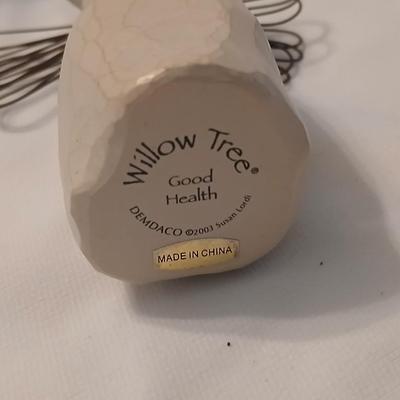 Willow Tree®
Good
Health
DEMDACO ©2003 Susan Lordi
MADE IN CHINA